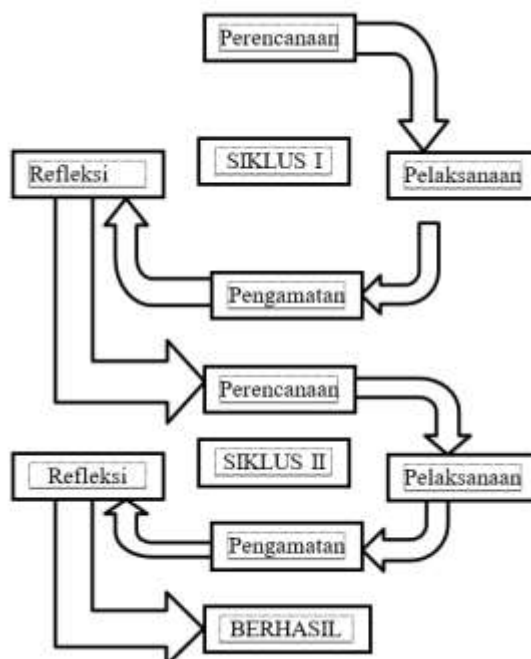 Perencanaan
SIKLUS I
Refleksi
Pelaksanaan
Pengamatan
Perencanaan
SIKLUS II
Refleksi
Pelaksanaan
Pengamatan
BERHASIL